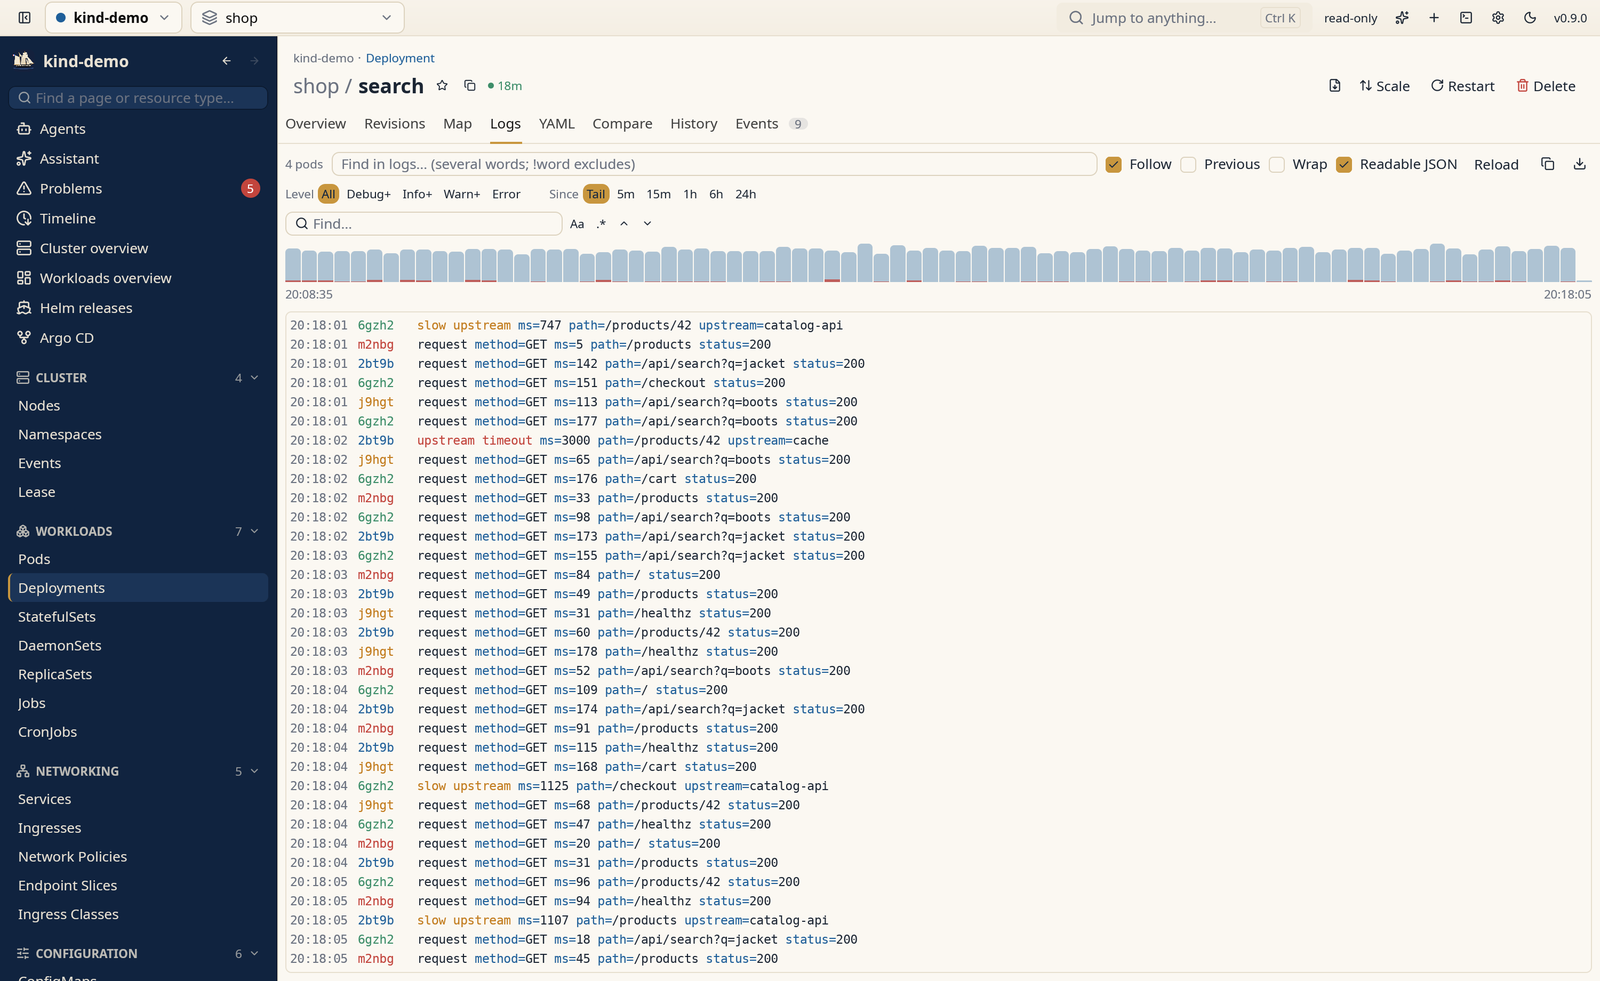 kind-demo
shop
Jump to anything...
Ctrl K
read-only
v0.9.0
kind-demo
Find a page or resource type...
Agents
Assistant
Problems
5
Timeline
Cluster overview
Workloads overview
Helm releases
Argo CD
CLUSTER
4
Nodes
Namespaces
Events
Lease
WORKLOADS
7
Pods
Deployments
StatefulSets
DaemonSets
ReplicaSets
Jobs
CronJobs
NETWORKING
5
Services
Ingresses
Network Policies
Endpoint Slices
Ingress Classes
CONFIGURATION
6
ConfigMaps
kind-demo · Deployment
shop / search
18m
Scale
Restart
Delete
Overview
Revisions
Map
Logs
YAML
Compare
History
Events 9
4 pods
Find in logs... (several words; !word excludes)
Follow
Previous
Wrap
Readable JSON
Reload
Level All Debug+ Info+ Warn+ Error
Since Tail 5m 15m 1h 6h 24h
Find...
Aa .*
20:08:35
20:18:05
20:18:01 6gzh2 slow upstream ms=747 path=/products/42 upstream=catalog-api
20:18:01 m2nbg request method=GET ms=5 path=/products status=200
20:18:01 2bt9b request method=GET ms=142 path=/api/search?q=jacket status=200
20:18:01 6gzh2 request method=GET ms=151 path=/checkout status=200
20:18:01 j9hgt request method=GET ms=113 path=/api/search?q=boots status=200
20:18:01 6gzh2 request method=GET ms=177 path=/api/search?q=boots status=200
20:18:02 2bt9b upstream timeout ms=3000 path=/products/42 upstream=cache
20:18:02 j9hgt request method=GET ms=65 path=/api/search?q=boots status=200
20:18:02 6gzh2 request method=GET ms=176 path=/cart status=200
20:18:02 m2nbg request method=GET ms=33 path=/products status=200
20:18:02 6gzh2 request method=GET ms=98 path=/api/search?q=boots status=200
20:18:02 2bt9b request method=GET ms=173 path=/api/search?q=jacket status=200
20:18:03 6gzh2 request method=GET ms=155 path=/api/search?q=jacket status=200
20:18:03 m2nbg request method=GET ms=84 path=/ status=200
20:18:03 2bt9b request method=GET ms=49 path=/products status=200
20:18:03 j9hgt request method=GET ms=31 path=/healthz status=200
20:18:03 2bt9b request method=GET ms=60 path=/products/42 status=200
20:18:03 j9hgt request method=GET ms=178 path=/healthz status=200
20:18:03 m2nbg request method=GET ms=52 path=/api/search?q=boots status=200
20:18:04 6gzh2 request method=GET ms=109 path=/ status=200
20:18:04 2bt9b request method=GET ms=174 path=/api/search?q=jacket status=200
20:18:04 m2nbg request method=GET ms=91 path=/products status=200
20:18:04 2bt9b request method=GET ms=115 path=/healthz status=200
20:18:04 j9hgt request method=GET ms=168 path=/cart status=200
20:18:04 6gzh2 slow upstream ms=1125 path=/checkout upstream=catalog-api
20:18:04 j9hgt request method=GET ms=68 path=/products/42 status=200
20:18:04 6gzh2 request method=GET ms=47 path=/healthz status=200
20:18:04 m2nbg request method=GET ms=20 path=/ status=200
20:18:04 2bt9b request method=GET ms=31 path=/products status=200
20:18:05 6gzh2 request method=GET ms=96 path=/products/42 status=200
20:18:05 m2nbg request method=GET ms=94 path=/healthz status=200
20:18:05 2bt9b slow upstream ms=1107 path=/products upstream=catalog-api
20:18:05 6gzh2 request method=GET ms=18 path=/api/search?q=jacket status=200
20:18:05 m2nbg request method=GET ms=45 path=/products status=200